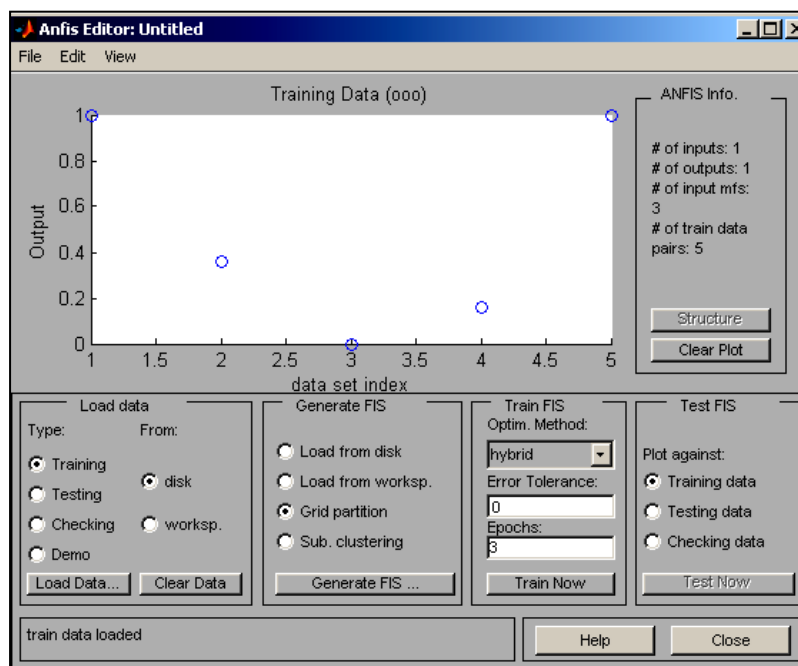 Anfis Editor: Untitled
File Edit View
Training Data (ooo)
1
0.8
0.6
0.4
0.2
0
Output
1 1.5 2 2.5 3 3.5 4 4.5 5
data set index
ANFIS Info.
# of inputs: 1
# of outputs: 1
# of input mfs:
3
# of train data
pairs: 5
Structure
Clear Plot
Load data
Type: From:
Training
disk
Testing
Checking
worksp.
Demo
Load Data... Clear Data
Generate FIS
Load from disk
Load from worksp.
Grid partition
Sub. clustering
Generate FIS ...
Train FIS
Optim. Method:
hybrid
Error Tolerance:
0
Epochs:
3
Train Now
Test FIS
Plot against:
Training data
Testing data
Checking data
Test Now
train data loaded
Help Close